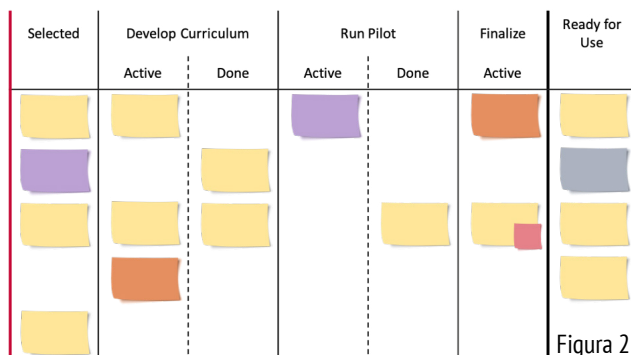 Selected
Develop Curriculum
Run Pilot
Finalize
Ready for
Use
Active
Done
Active
Done
Active
Figura 2